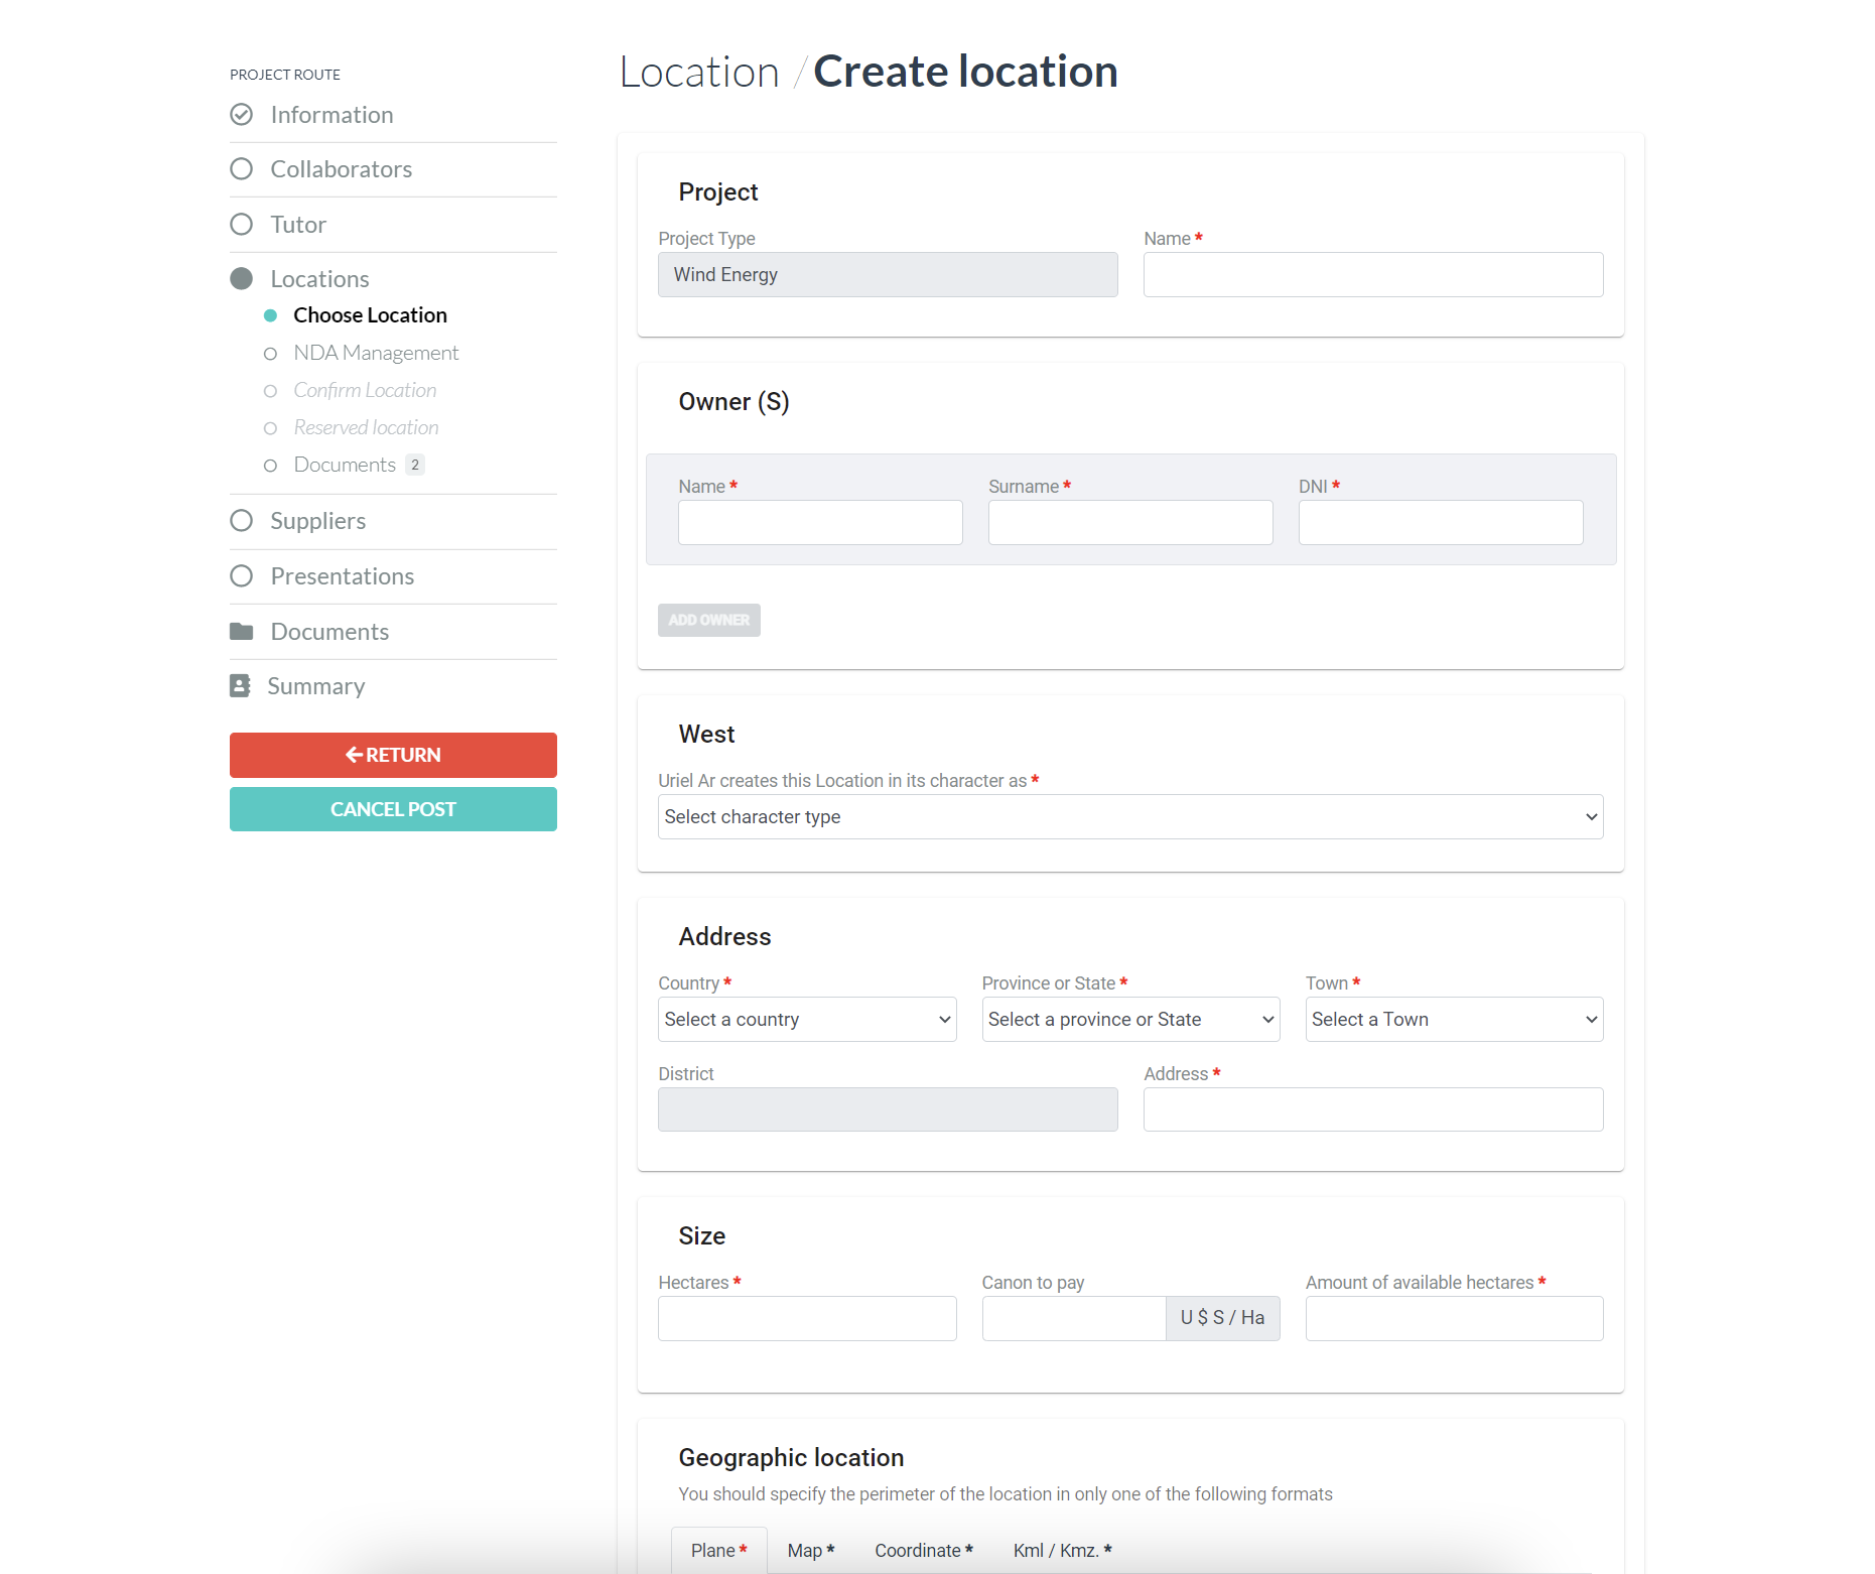 PROJECT ROUTE
Information
Collaborators
Tutor
Locations
Choose Location
NDA Management
Confirm Location
Reserved location
Documents 2
Suppliers
Presentations
Documents
Summary
RETURN
CANCEL POST
Location / Create location
Project
Project Type Name *
Wind Energy
Owner (S)
Name * Surname * DNI *
ADD OWNER
West
Uriel Ar creates this Location in its character as *
Select character type
Address
Country * Province or State * Town *
Select a country Select a province or State Select a Town
District Address *
Size
Hectares * Canon to pay Amount of available hectares *
U $ S / Ha
Geographic location
You should specify the perimeter of the location in only one of the following formats
Plane * Map * Coordinate * Kml / Kmz. *